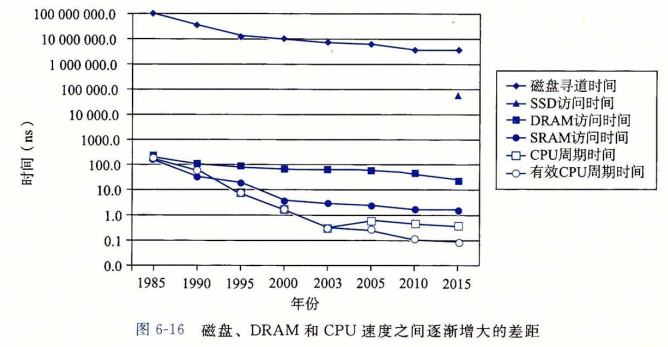 100 000 000.0
10 000 000.0
1 000 000.0
100 000.0
10 000.0
1000.0
100.0
10.0
1.0
0.1
0.0
时间(ns)
1985 1990 1995 2000 2003 2005 2010 2015
年份
磁盘寻道时间
SSD访问时间
DRAM访问时间
SRAM访问时间
CPU周期时间
有效CPU周期时间
图 6-16 磁盘、DRAM 和 CPU 速度之间逐渐增大的差距